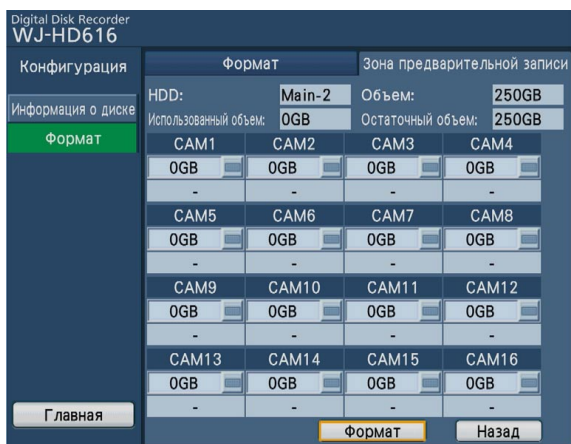 Digital Disk Recorder
WJ-HD616
Конфигурация
Информация о диске
Формат
Главная
Формат Зона предварительной записи
HDD: Main-2 Объем: 250GB
Использованный объем: 0GB Остаточный объем: 250GB
CAM1 CAM2 CAM3 CAM4
0GB 0GB 0GB 0GB
- - - -
CAM5 CAM6 CAM7 CAM8
0GB 0GB 0GB 0GB
- - - -
CAM9 CAM10 CAM11 CAM12
0GB 0GB 0GB 0GB
- - - -
CAM13 CAM14 CAM15 CAM16
0GB 0GB 0GB 0GB
- - - -
Формат Назад